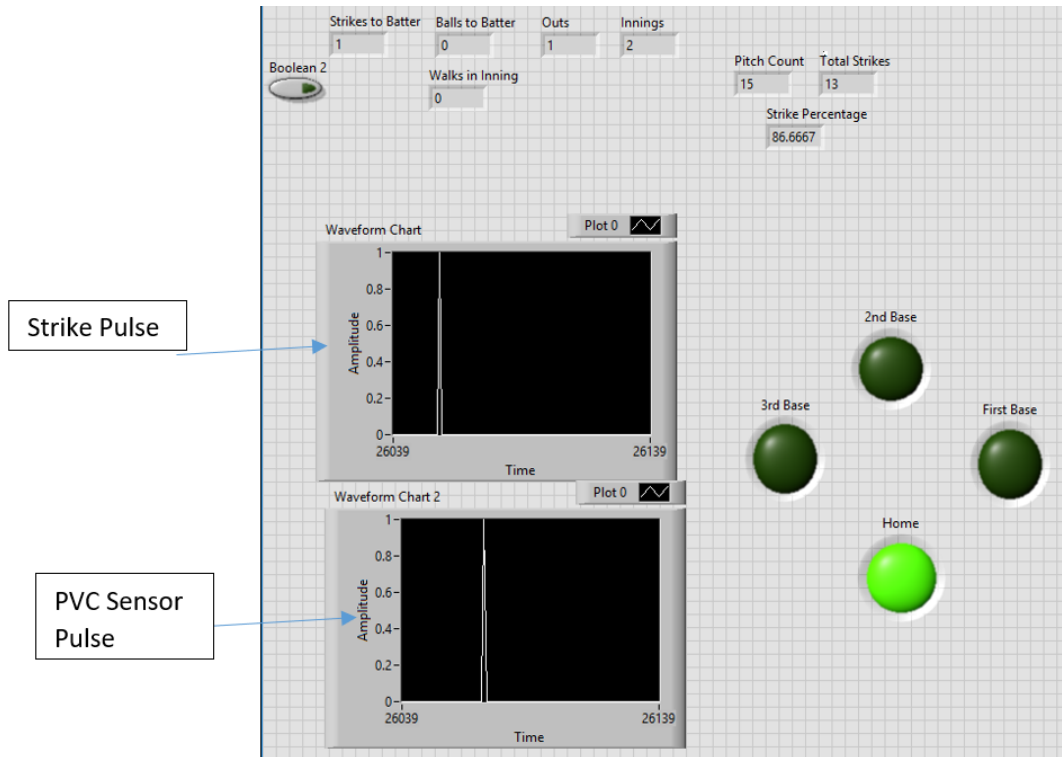 Strikes to Batter
1
Balls to Batter
0
Outs
1
Innings
2
Boolean 2
Walks in Inning
0
Pitch Count
15
Total Strikes
13
Strike Percentage
86.6667
Waveform Chart
Plot 0
Strike Pulse
Amplitude
1
0.8
0.6
0.4
0.2
0
26039
26139
Time
Waveform Chart 2
Plot 0
PVC Sensor
Pulse
Amplitude
1
0.8
0.6
0.4
0.2
0
26039
26139
Time
2nd Base
3rd Base
First Base
Home